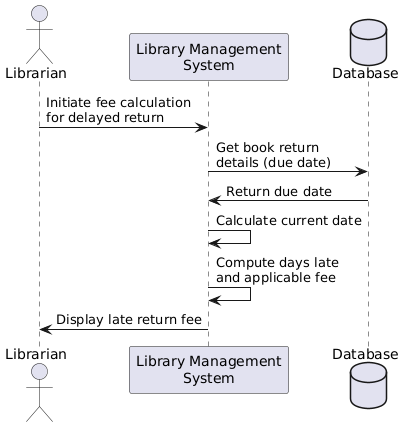 Librarian
Library Management
System
Database
Initiate fee calculation
for delayed return
Get book return
details (due date)
Return due date
Calculate current date
Compute days late
and applicable fee
Display late return fee
Librarian
Library Management
System
Database